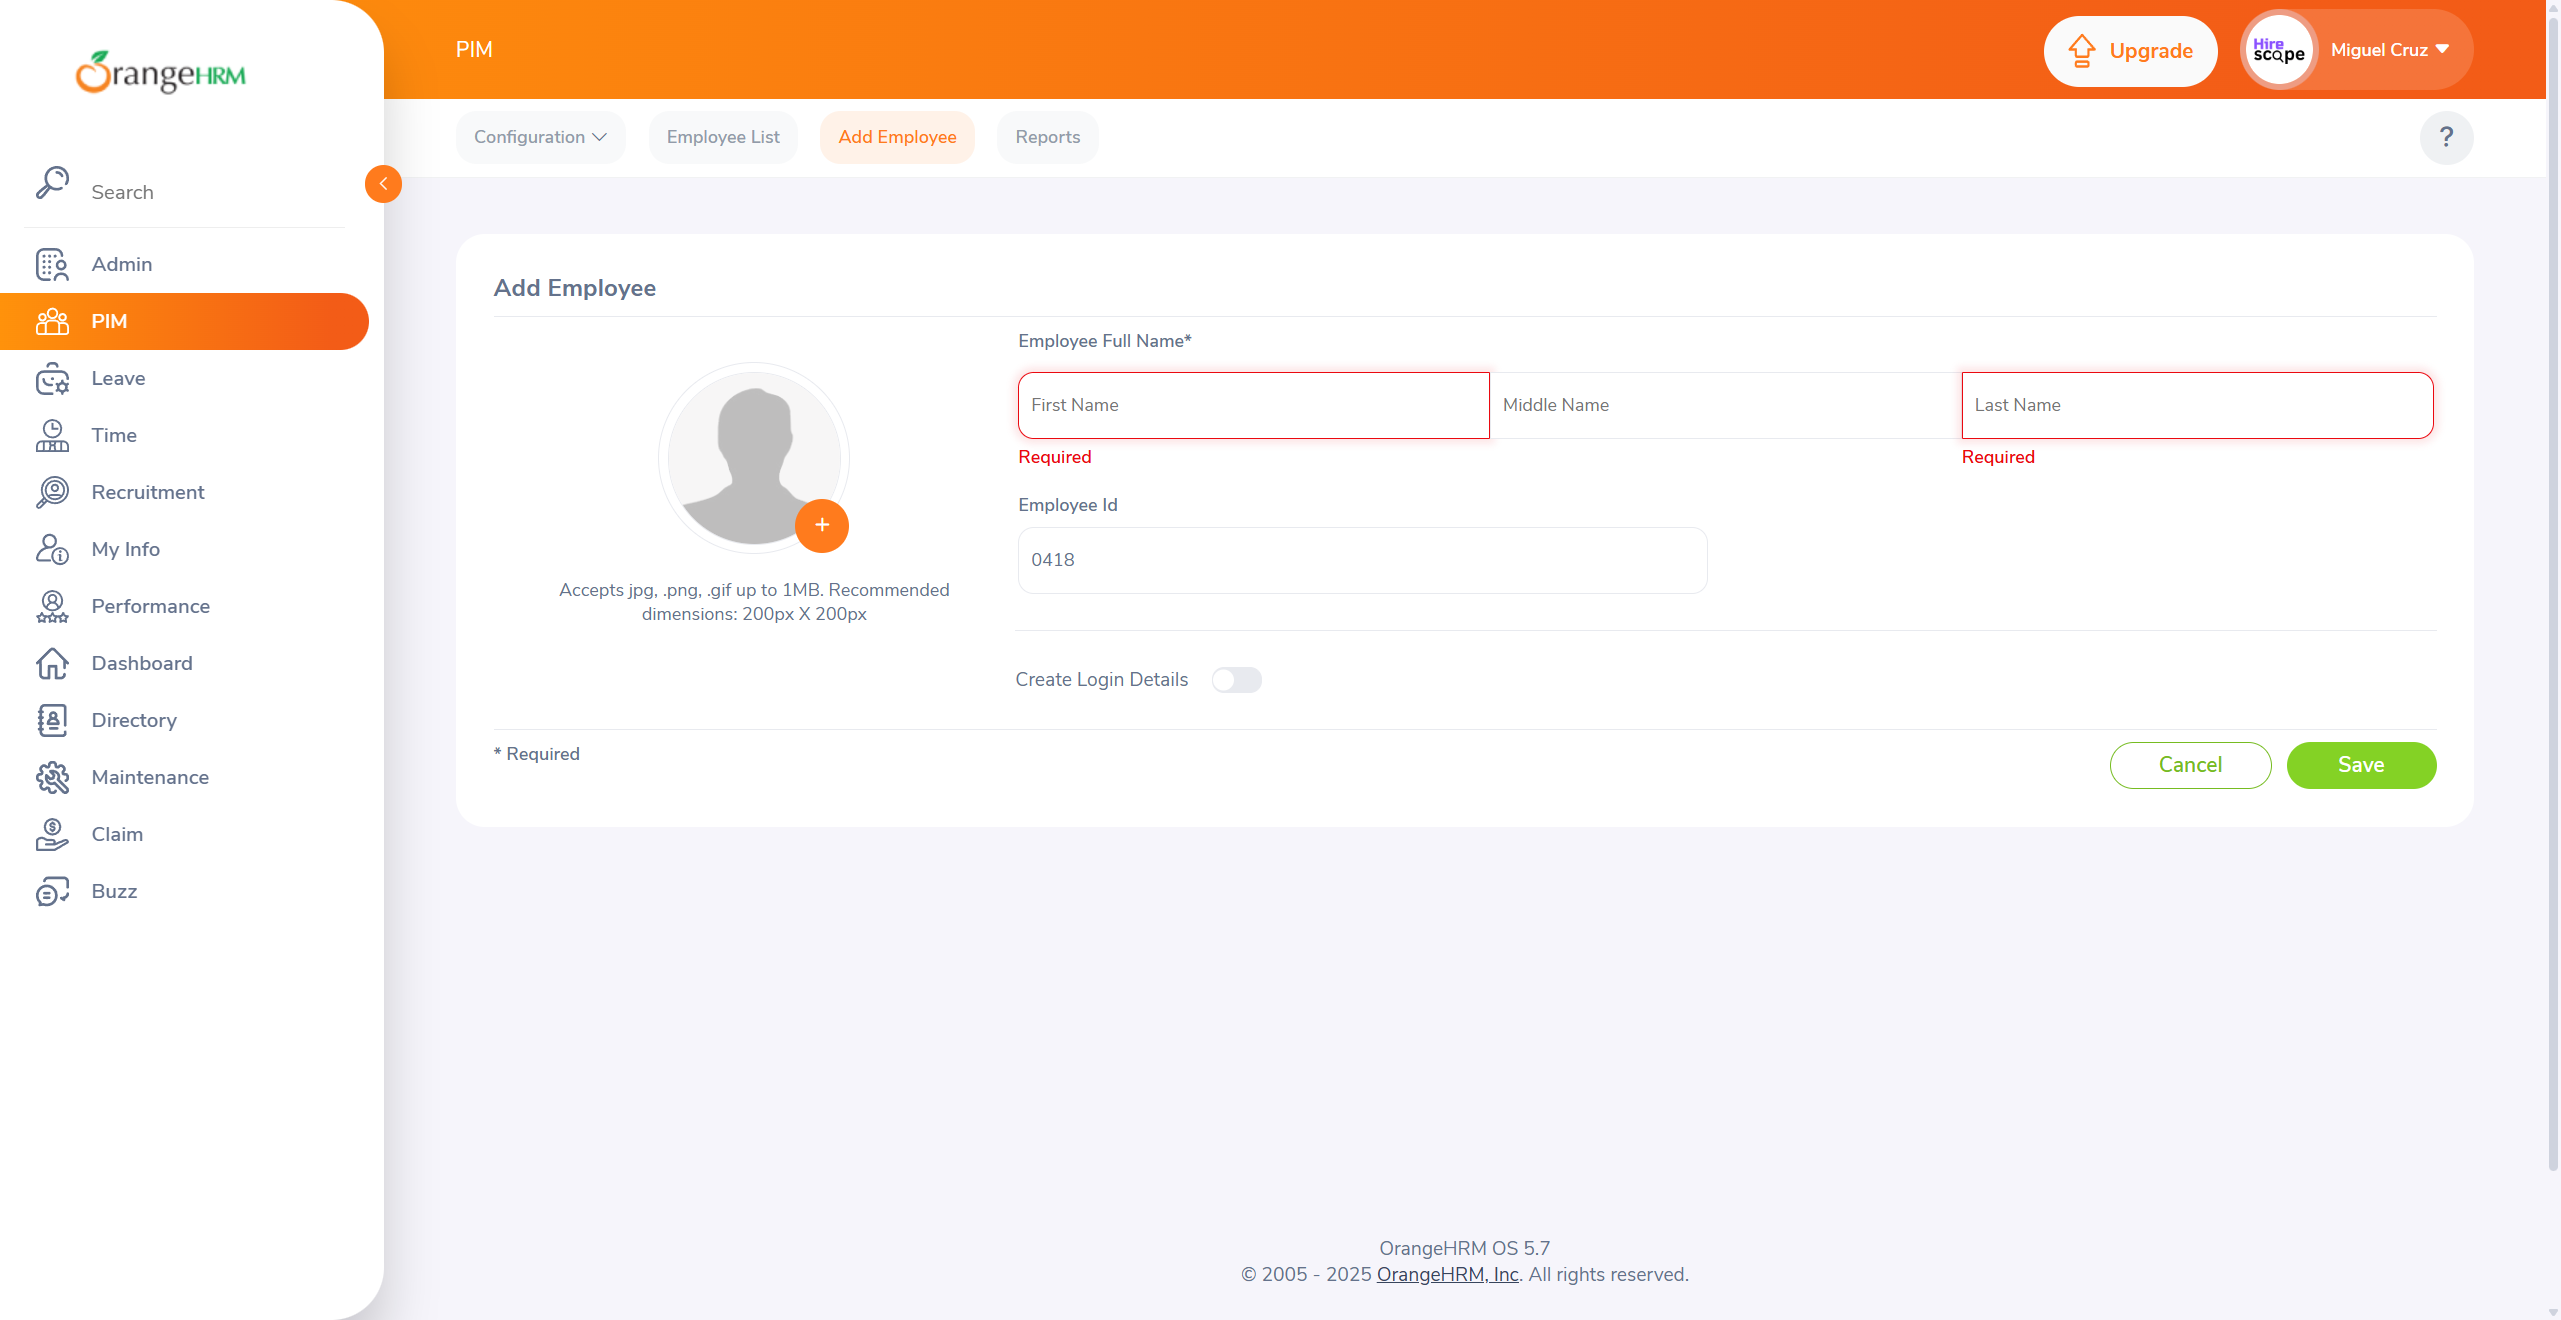 OrangeHRM
PIM
Upgrade
Hire
scope
Miguel Cruz
Configuration
Employee List
Add Employee
Reports
?
Search
Admin
PIM
Leave
Time
Recruitment
My Info
Performance
Dashboard
Directory
Maintenance
Claim
Buzz
Add Employee
Accepts jpg, .png, .gif up to 1MB. Recommended
dimensions: 200px X 200px
Employee Full Name*
First Name
Middle Name
Last Name
Required
Required
Employee Id
0418
Create Login Details
* Required
Cancel
Save
OrangeHRM OS 5.7
© 2005 - 2025 OrangeHRM, Inc. All rights reserved.